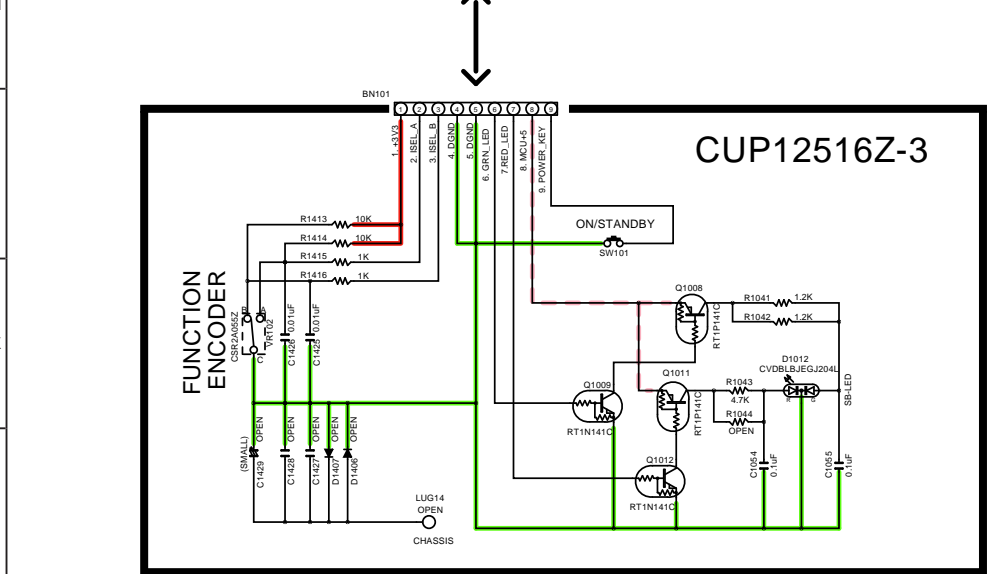 BN101
1 2 3 4 5 6 7 8 9
1. +3V3
2. ISEL_A
3. ISEL_B
4. DGND
5. DGND
6. GRN_LED
7.RED_LED
8. MCU+5
9. POWER_KEY
CUP12516Z-3
R1413 10K
R1414 10K
R1415 1K
R1416 1K
ON/STANDBY
SW101
FUNCTION
ENCODER
CSR2A055Z
VR102
C
C1426 0.01uF
C1425 0.01uF
Q1008
RT1P141C
R1041 1.2K
R1042 1.2K
D1012
CVDBLBJEGJ204L
SB-LED
Q1009
RT1N141C
Q1011
RT1P141C
R1043
4.7K
R1044
OPEN
(SMALL)
C1429 OPEN
C1428 OPEN
C1427 OPEN
D1407 OPEN
D1406 OPEN
Q1012
RT1N141C
C1054
0.1uF
C1055
0.1uF
LUG14
OPEN
CHASSIS